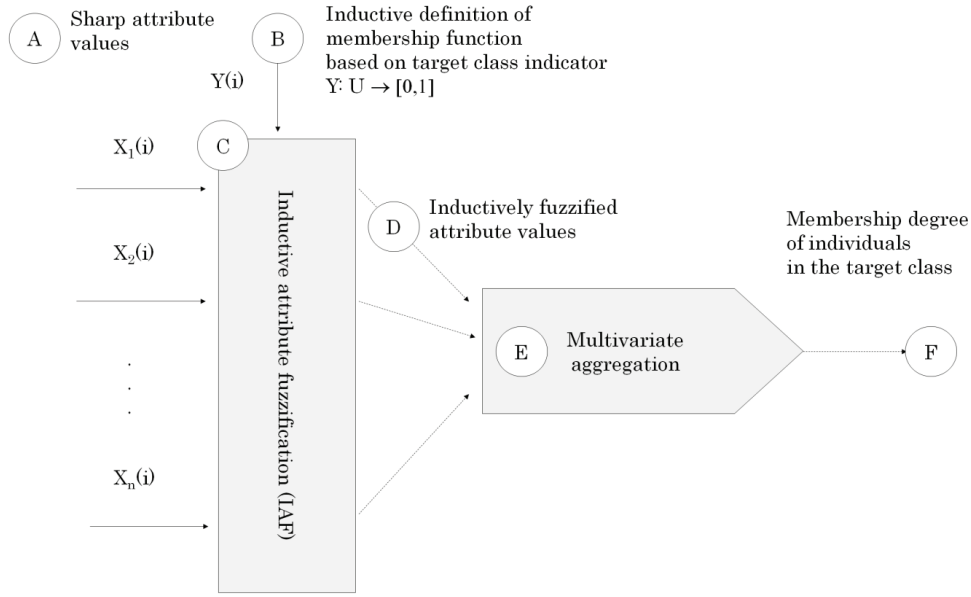 A
Sharp attribute
values
B
Inductive definition of
membership function
based on target class indicator
Y: U → [0,1]
Y(i)
C
X₁(i)
X₂(i)
.
.
.
Xₙ(i)
Inductive attribute fuzzification (IAF)
D
Inductively fuzzified
attribute values
E
Multivariate
aggregation
Membership degree
of individuals
in the target class
F